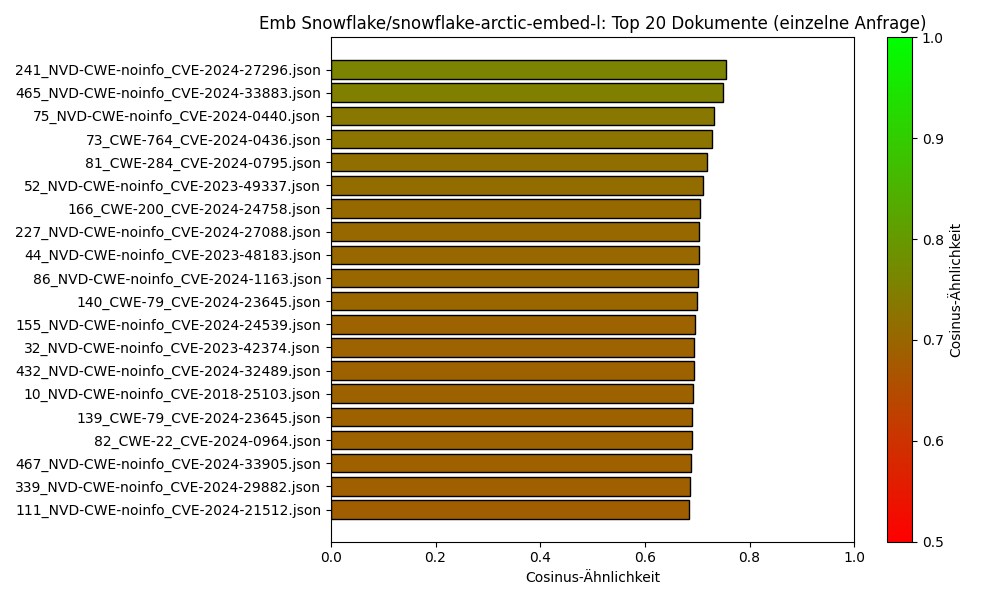 Emb Snowflake/snowflake-arctic-embed-l: Top 20 Dokumente (einzelne Anfrage)
241_NVD-CWE-noinfo_CVE-2024-27296.json
465_NVD-CWE-noinfo_CVE-2024-33883.json
75_NVD-CWE-noinfo_CVE-2024-0440.json
73_CWE-764_CVE-2024-0436.json
81_CWE-284_CVE-2024-0795.json
52_NVD-CWE-noinfo_CVE-2023-49337.json
166_CWE-200_CVE-2024-24758.json
227_NVD-CWE-noinfo_CVE-2024-27088.json
44_NVD-CWE-noinfo_CVE-2023-48183.json
86_NVD-CWE-noinfo_CVE-2024-1163.json
140_CWE-79_CVE-2024-23645.json
155_NVD-CWE-noinfo_CVE-2024-24539.json
32_NVD-CWE-noinfo_CVE-2023-42374.json
432_NVD-CWE-noinfo_CVE-2024-32489.json
10_NVD-CWE-noinfo_CVE-2018-25103.json
139_CWE-79_CVE-2024-23645.json
82_CWE-22_CVE-2024-0964.json
467_NVD-CWE-noinfo_CVE-2024-33905.json
339_NVD-CWE-noinfo_CVE-2024-29882.json
111_NVD-CWE-noinfo_CVE-2024-21512.json
0.0 0.2 0.4 0.6 0.8 1.0
Cosinus-Ähnlichkeit
1.0
0.9
0.8
0.7
0.6
0.5
Cosinus-Ähnlichkeit